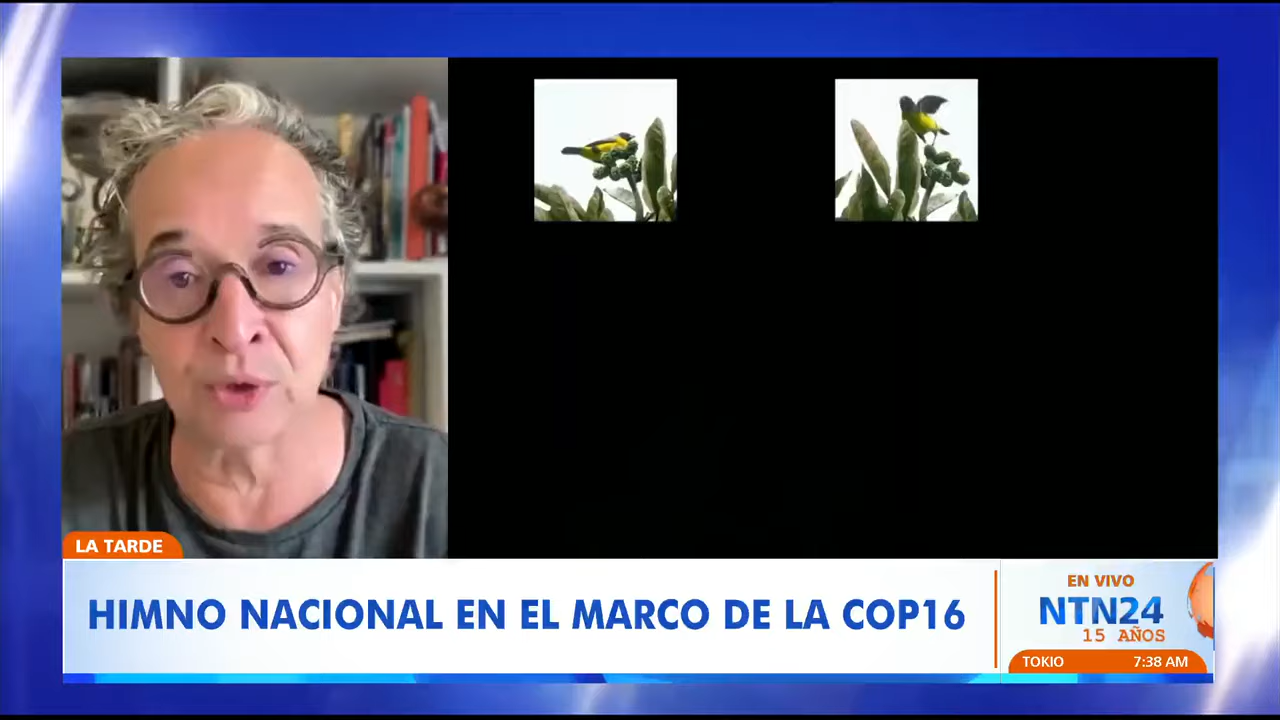 LA TARDE
HIMNO NACIONAL EN EL MARCO DE LA COP16
EN VIVO
NTN24
15 AÑOS
TOKIO 7:38 AM